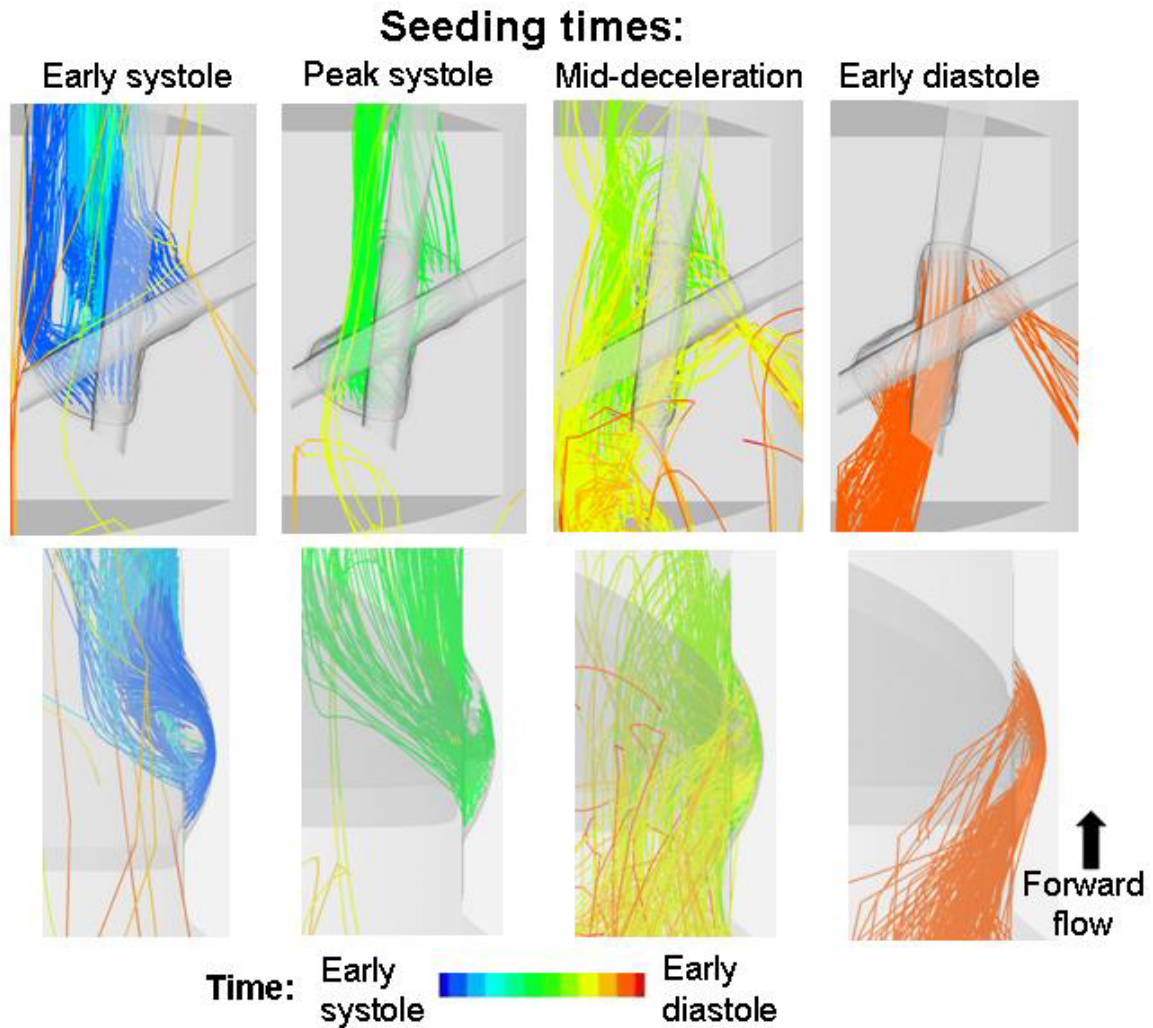 Seeding times:
Early systole
Peak systole
Mid-deceleration
Early diastole
Forward
flow
Time:
Early
systole
Early
diastole